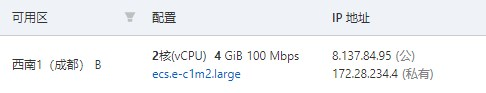 可用区 配置 IP 地址
西南1（成都） B
2核(vCPU) 4 GiB 100 Mbps
ecs.e-c1m2.large
8.137.84.95 (公)
172.28.234.4 (私有)